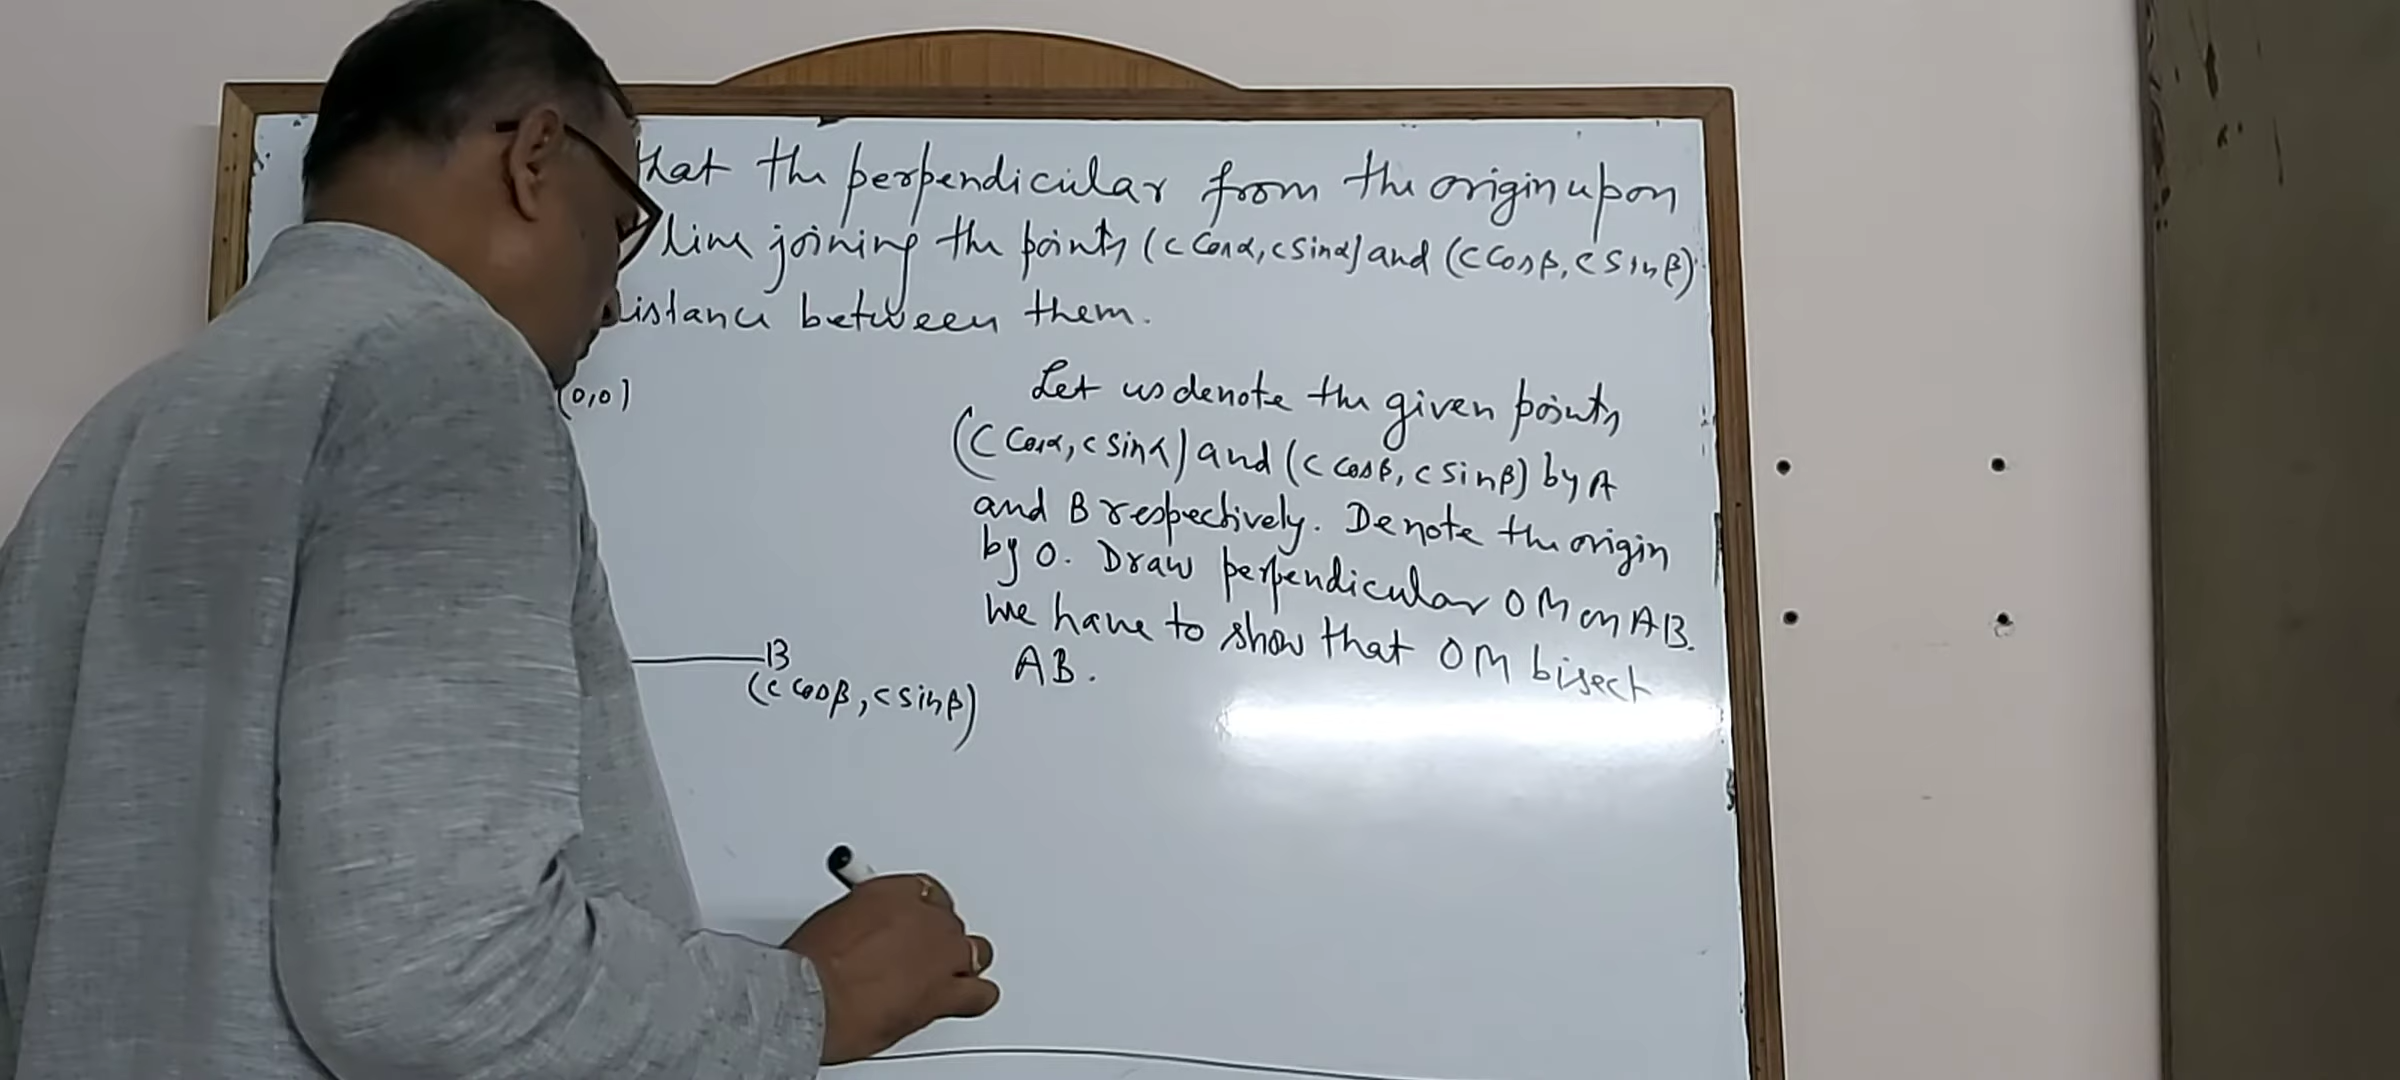 that the perpendicular from the origin upon
line joining the points (c cosα, c sinα) and (c cosβ, c sinβ)
distance between them.
(0,0)
Let us denote the given points
(c cosα, c sinα) and (c cosβ, c sinβ) by A
and B respectively. Denote the origin
by O. Draw perpendicular OM on AB.
We have to show that OM bisect
AB.
B
(c cosβ, c sinβ)